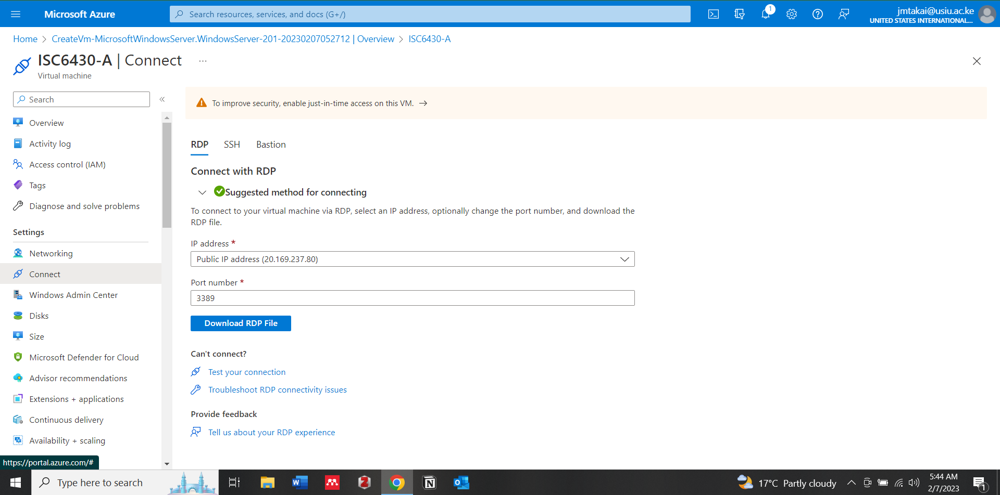 Microsoft Azure
Search resources, services, and docs (G+/)
1
jmtakai@usiu.ac.ke
UNITED STATES INTERNATIONAL...
Home > CreateVm-MicrosoftWindowsServer.WindowsServer-201-20230207052712 | Overview > ISC6430-A
ISC6430-A | Connect ...
Virtual machine
Search
«
Overview
Activity log
Access control (IAM)
Tags
Diagnose and solve problems
Settings
Networking
Connect
Windows Admin Center
Disks
Size
Microsoft Defender for Cloud
Advisor recommendations
Extensions + applications
Continuous delivery
Availability + scaling
https://portal.azure.com/#
To improve security, enable just-in-time access on this VM. →
RDP SSH Bastion
Connect with RDP
Suggested method for connecting
To connect to your virtual machine via RDP, select an IP address, optionally change the port number, and download the
RDP file.
IP address *
Public IP address (20.169.237.80)
Port number *
3389
Download RDP File
Can't connect?
Test your connection
Troubleshoot RDP connectivity issues
Provide feedback
Tell us about your RDP experience
Type here to search
17°C Partly cloudy
5:44 AM
2/7/2023
1